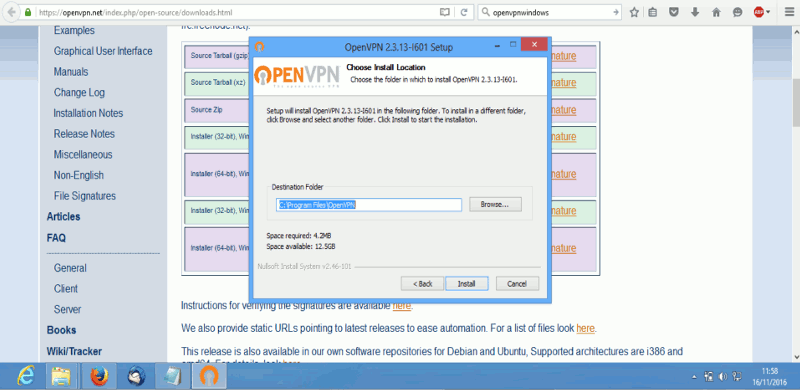 https://openvpn.net/index.php/open-source/downloads.html
openvpnwindows
ABP
Examples
Graphical User Interface
Manuals
Change Log
Installation Notes
Release Notes
Miscellaneous
Non-English
File Signatures
Articles
FAQ
General
Client
Server
Books
Wiki/Tracker
Source Tarball (gzip)
Source Tarball (xz)
Source Zip
Installer (32-bit), Win
Installer (64-bit), Win
Installer (32-bit), Win
Installer (64-bit), Win
OpenVPN 2.3.13-I601 Setup
OPENVPN
Choose Install Location
Choose the folder in which to install OpenVPN 2.3.13-I601.
Setup will install OpenVPN 2.3.13-I601 in the following folder. To install in a different folder,
click Browse and select another folder. Click Install to start the installation.
Destination Folder
C:\Program Files\OpenVPN
Browse...
Space required: 4.2MB
Space available: 12.5GB
Nullsoft Install System v2.46-101
< Back
Install
Cancel
nature
nature
nature
nature
nature
nature
nature
Instructions for verifying the signatures are available here.
We also provide static URLs pointing to latest releases to ease automation. For a list of files look here.
This release is also available in our own software repositories for Debian and Ubuntu, Supported architectures are i386 and
11:58
16/11/2016